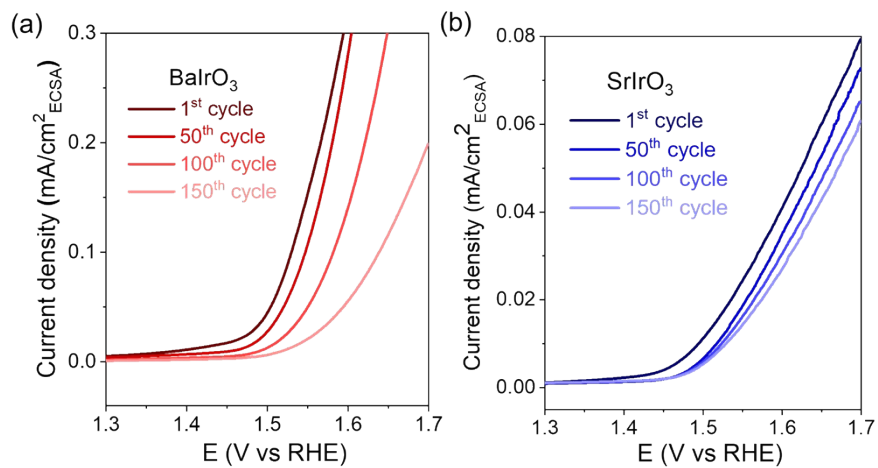 (a)
Current density (mA/cm²ECSA)
0.3
0.2
0.1
0.0
BaIrO₃
1ˢᵗ cycle
50ᵗʰ cycle
100ᵗʰ cycle
150ᵗʰ cycle
1.3 1.4 1.5 1.6 1.7
E (V vs RHE)
(b)
Current density (mA/cm²ECSA)
0.08
0.06
0.04
0.02
0.00
SrIrO₃
1ˢᵗ cycle
50ᵗʰ cycle
100ᵗʰ cycle
150ᵗʰ cycle
1.3 1.4 1.5 1.6 1.7
E (V vs RHE)